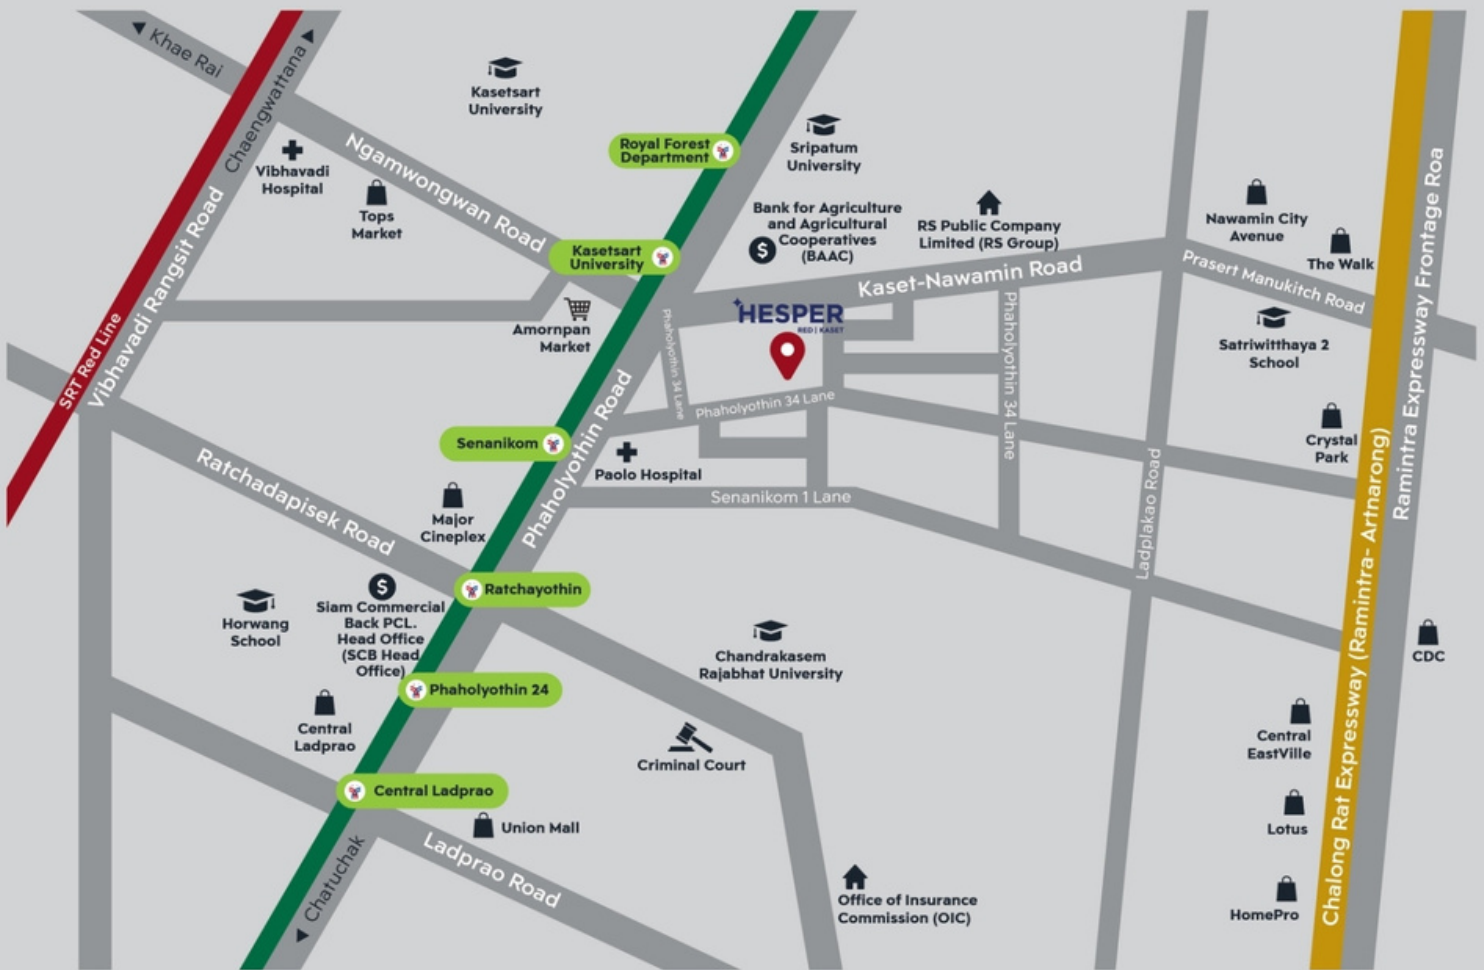 Khae Rai
Chaengwattana
Kasetsart
University
Royal Forest
Department
Sripatum
University
Vibhavadi
Hospital
Ngamwongwan Road
Tops
Market
Bank for Agriculture
and Agricultural
Cooperatives
(BAAC)
RS Public Company
Limited (RS Group)
Nawamin City
Avenue
The Walk
Kasetsart
University
Kaset-Nawamin Road
Prasert Manukitch Road
Ramintra Expressway Frontage Roa
SRT Red Line
Vibhavadi Rangsit Road
Amornpan
Market
Phaholyothin 34 Lane
HESPER
RED | KASET
Phaholyothin 34 Lane
Phaholyothin 34 Lane
Satriwitthaya 2
School
Senanikom
Phaholyothin Road
Paolo Hospital
Crystal
Park
Ratchadapisek Road
Major
Cineplex
Senanikom 1 Lane
Ladplakao Road
Ratchayothin
Horwang
School
Siam Commercial
Back PCL.
Head Office
(SCB Head
Office)
Chandrakasem
Rajabhat University
CDC
Phaholyothin 24
Central
Ladprao
Criminal Court
Central
EastVille
Central Ladprao
Union Mall
Lotus
Ladprao Road
Chatuchak
Office of Insurance
Commission (OIC)
HomePro
Chalong Rat Expressway (Ramintra- Artnarong)